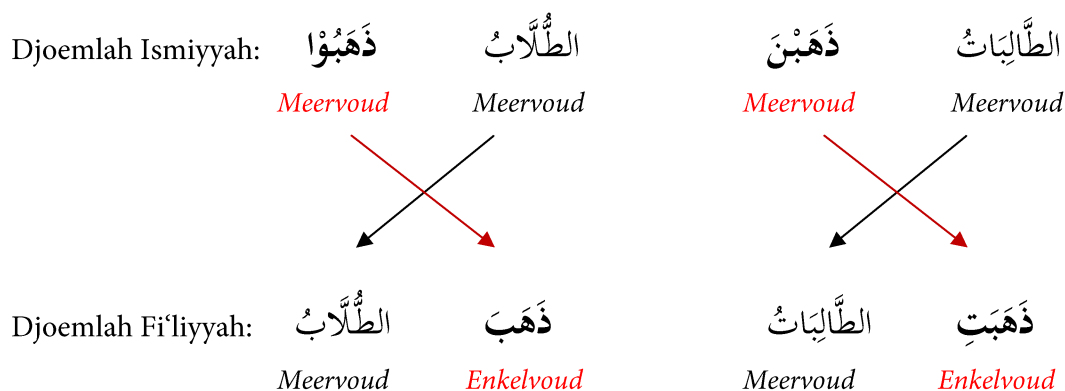 Djoemlah Ismiyyah: الطُّلَّابُ ذَهَبُوْا الطَّالِبَاتُ ذَهَبْنَ
Meervoud Meervoud Meervoud Meervoud
Djoemlah Fi‘liyyah: ذَهَبَ الطُّلَّابُ ذَهَبَتِ الطَّالِبَاتُ
Meervoud Enkelvoud Meervoud Enkelvoud